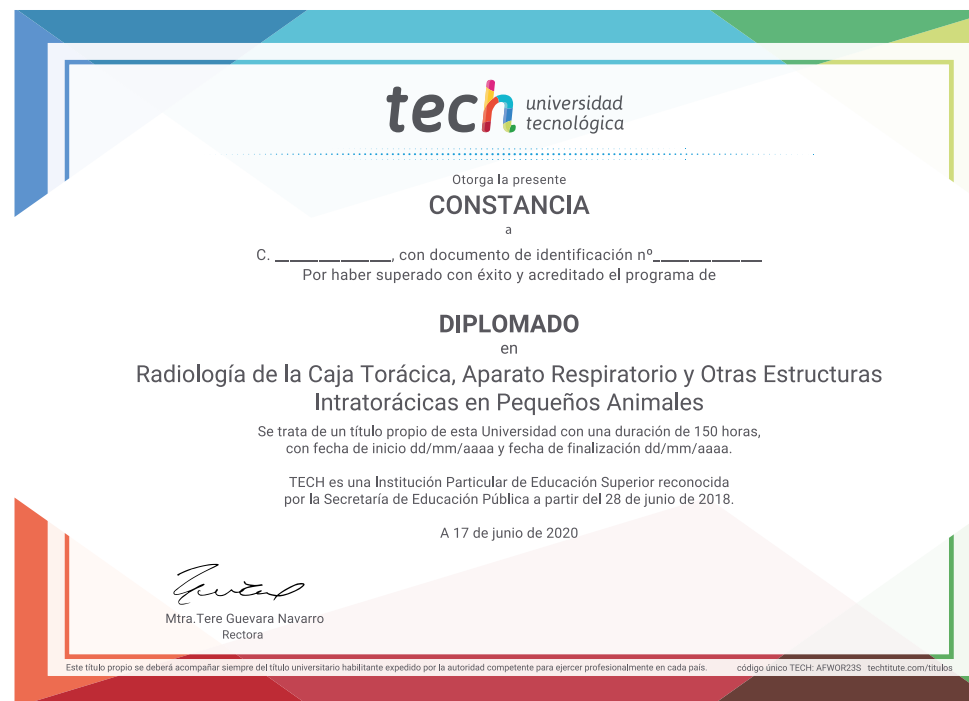 tech universidad
tecnológica
Otorga la presente
CONSTANCIA
a
C. ______________, con documento de identificación nº_____________
Por haber superado con éxito y acreditado el programa de
DIPLOMADO
en
Radiología de la Caja Torácica, Aparato Respiratorio y Otras Estructuras
Intratorácicas en Pequeños Animales
Se trata de un título propio de esta Universidad con una duración de 150 horas,
con fecha de inicio dd/mm/aaaa y fecha de finalización dd/mm/aaaa.
TECH es una Institución Particular de Educación Superior reconocida
por la Secretaría de Educación Pública a partir del 28 de junio de 2018.
A 17 de junio de 2020
Mtra.Tere Guevara Navarro
Rectora
Este título propio se deberá acompañar siempre del título universitario habilitante expedido por la autoridad competente para ejercer profesionalmente en cada país. código único TECH: AFWOR23S techtitute.com/titulos